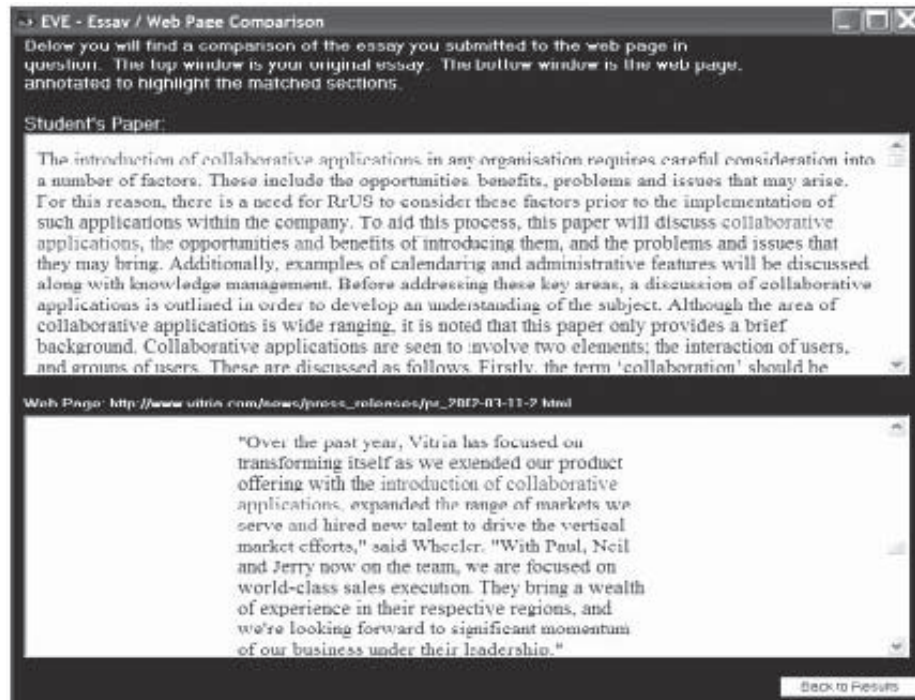 EVE - Essay / Web Page Comparison
Below you will find a comparison of the essay you submitted to the web page in
question. The top window is your original essay. The bottom window is the web page,
annotated to highlight the matched sections.
Student's Paper:
The introduction of collaborative applications in any organisation requires careful consideration into
a number of factors. These include the opportunities, benefits, problems and issues that may arise.
For this reason, there is a need for RrUS to consider these factors prior to the implementation of
such applications within the company. To aid this process, this paper will discuss collaborative
applications, the opportunities and benefits of introducing them, and the problems and issues that
they may bring. Additionally, examples of calendaring and administrative features will be discussed
along with knowledge management. Before addressing these key areas, a discussion of collaborative
applications is outlined in order to develop an understanding of the subject. Although the area of
collaborative applications is wide ranging, it is noted that this paper only provides a brief
background. Collaborative applications are seen to involve two elements; the interaction of users,
and groups of users. These are discussed as follows. Firstly, the term 'collaboration' should be
Web Page: http://www.vitria.com/news/press_releases/pr_2002-03-11-2.html
"Over the past year, Vitria has focused on
transforming itself as we extended our product
offering with the introduction of collaborative
applications, expanded the range of markets we
serve and hired new talent to drive the vertical
market efforts," said Wheeler. "With Paul, Neil
and Jerry now on the team, we are focused on
world-class sales execution. They bring a wealth
of experience in their respective regions, and
we're looking forward to significant momentum
of our business under their leadership."
Back to Results